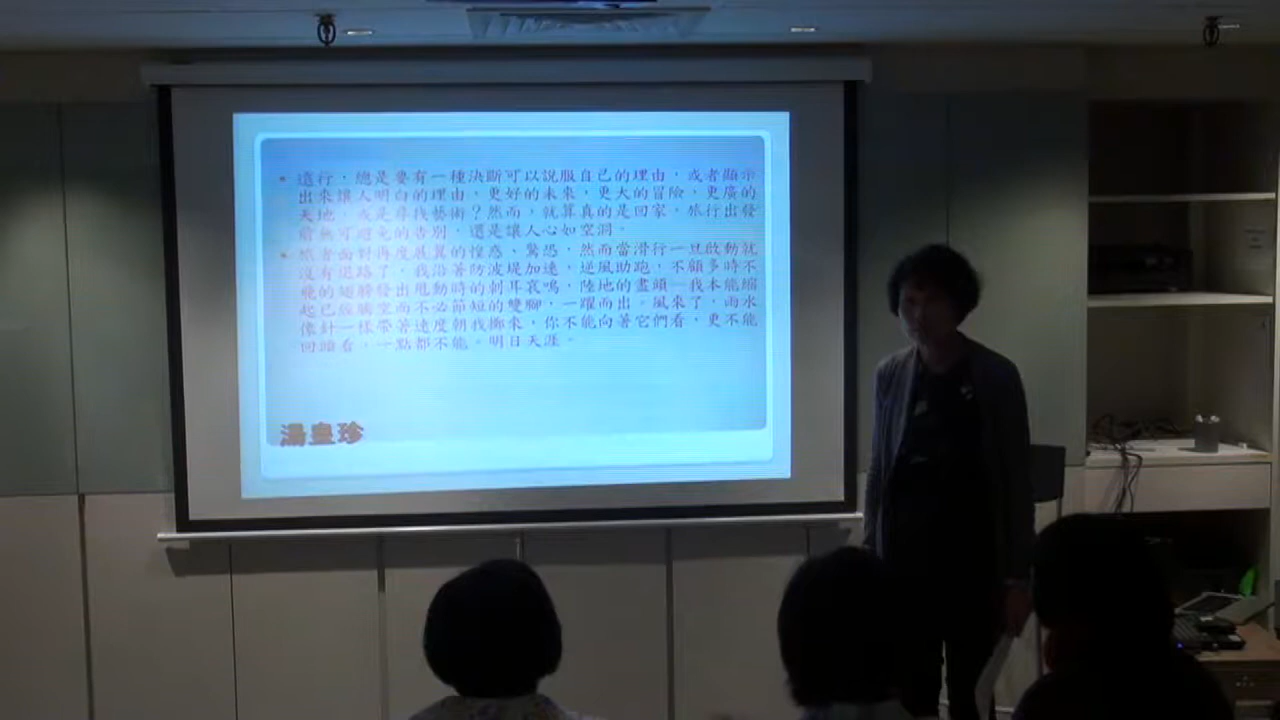 遠行，總是要有一種決斷可以說服自己的理由，或者顯示
出來讓人明白的理由，更好的未來，更大的冒險，更廣的
天地，或是尋找藝術？然而，就算真的是回家，旅行出發
前無可避免的告別，還是讓人心如空洞。
旅者面對再度展翼的惶惑、驚恐，然而當滑行一旦啟動就
沒有退路了，我沿著防波堤加速，逆風助跑，不顧多時不
飛的翅膀發出甩動時的刺耳哀鳴，陸地的盡頭—我本能縮
起已經騰空而不必節短的雙腳，一躍而出。風來了，雨水
像針一樣帶著速度朝我擲來，你不能向著它們看，更不能
回頭看，一點都不能。明日天涯。
湯皇珍